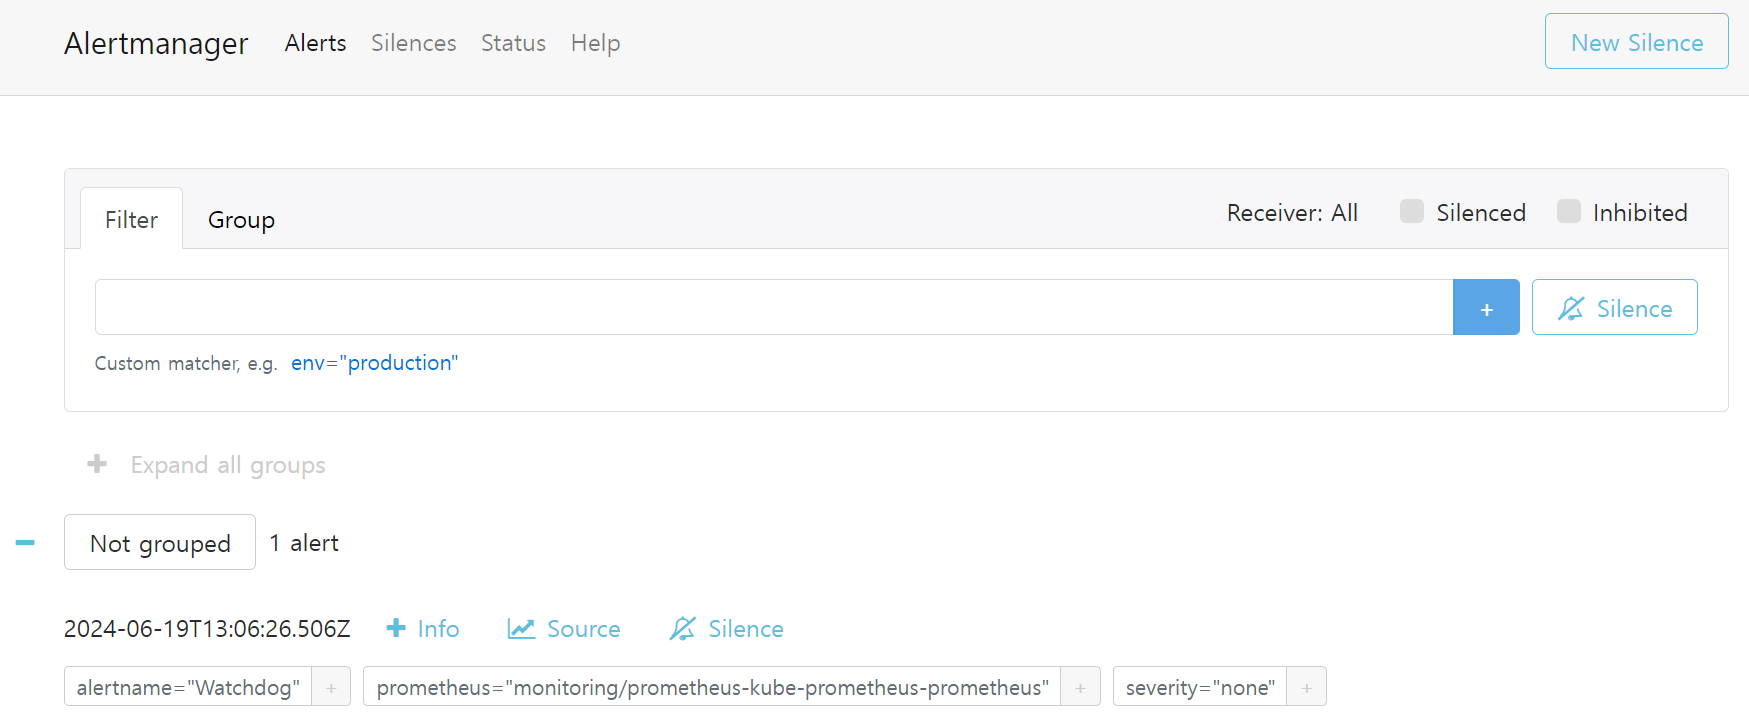 Alertmanager Alerts Silences Status Help New Silence
Filter Group Receiver: All Silenced Inhibited
+ Silence
Custom matcher, e.g. env="production"
+ Expand all groups
− Not grouped 1 alert
2024-06-19T13:06:26.506Z + Info Source Silence
alertname="Watchdog" + prometheus="monitoring/prometheus-kube-prometheus-prometheus" + severity="none" +